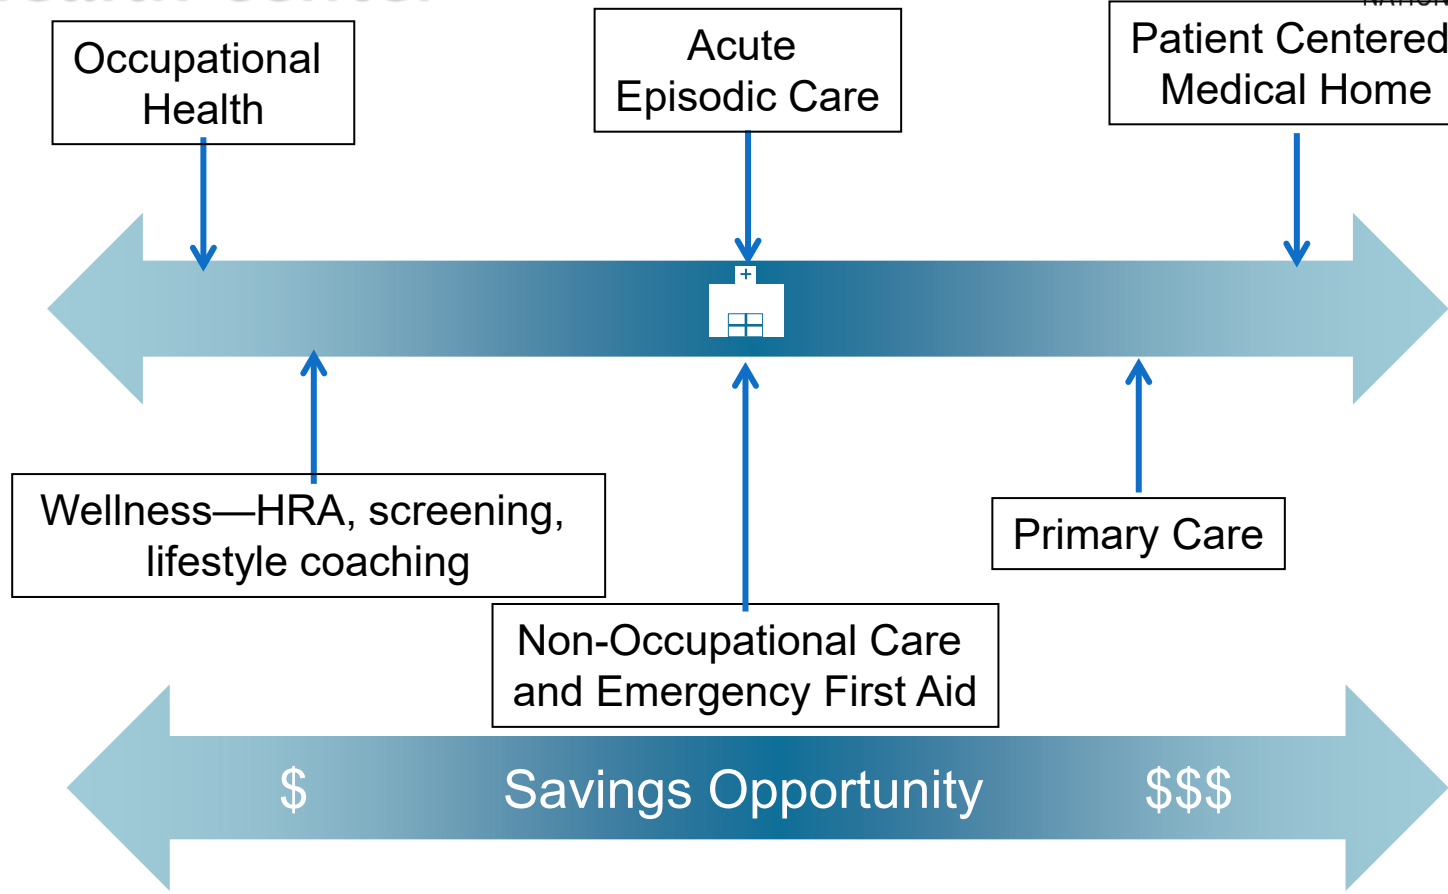 Occupational
Health
Acute
Episodic Care
Patient Centered
Medical Home
Wellness—HRA, screening,
lifestyle coaching
Primary Care
Non-Occupational Care
and Emergency First Aid
$ Savings Opportunity $$$